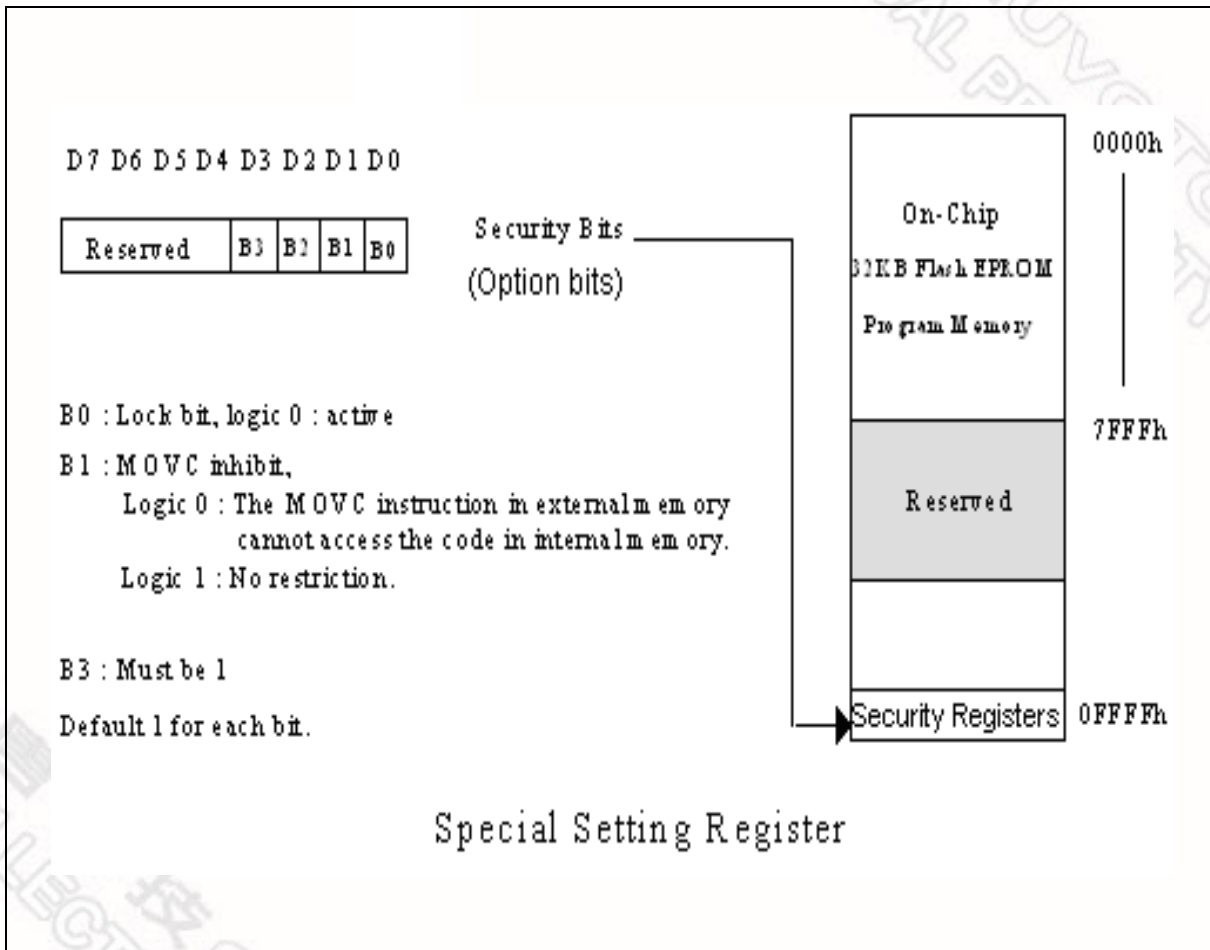 D7 D6 D5 D4 D3 D2 D1 D0
Reserved B3 B2 B1 B0
Security Bits
(Option bits)
B0 : Lock bit, logic 0 : active
B1 : MOVC inhibit,
Logic 0 : The MOVC instruction in external memory
cannot access the code in internal memory.
Logic 1 : No restriction.
B3 : Must be 1
Default 1 for each bit.
0000h
On-Chip
32KB Flash EPROM
Program Memory
7FFFh
Reserved
Security Registers 0FFFFh
Special Setting Register